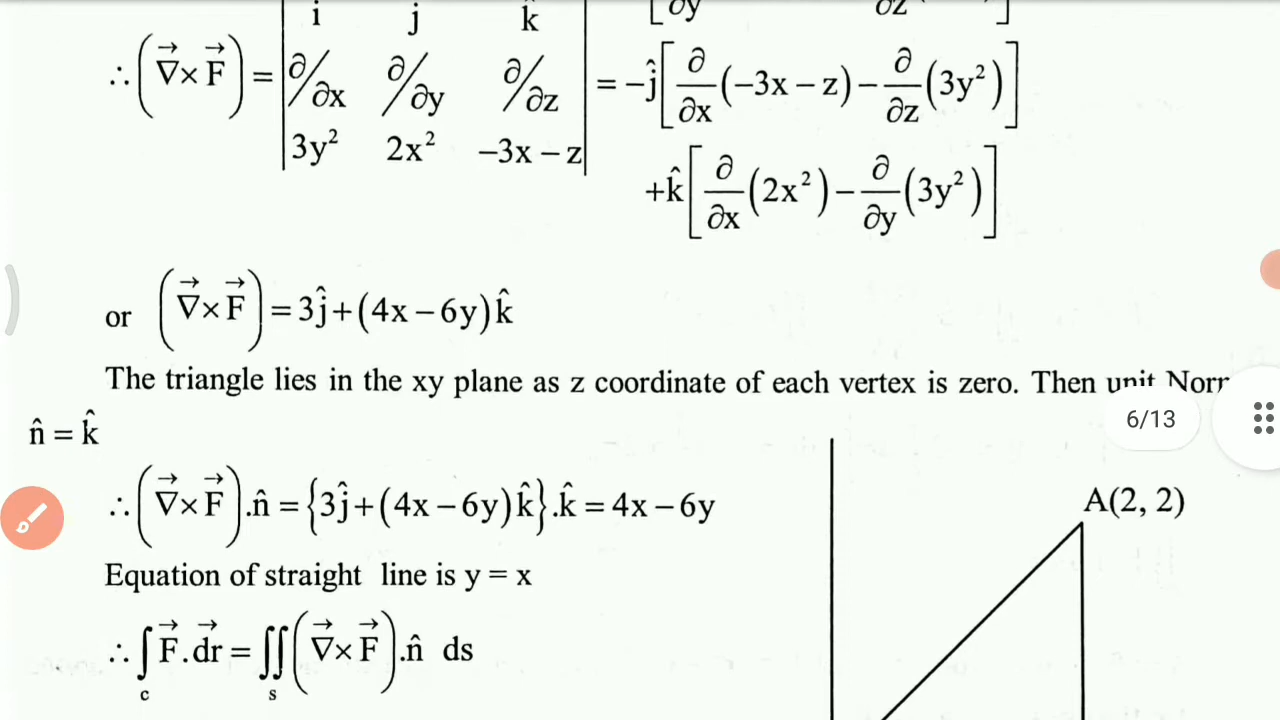 i j k̂ [∂y ∂z ]
∴(∇⃗×F⃗) = |∂/∂x ∂/∂y ∂/∂z| = −ĵ[∂/∂x(−3x − z) − ∂/∂z(3y²)]
3y² 2x² −3x − z
+k̂[∂/∂x(2x²) − ∂/∂y(3y²)]
or (∇⃗×F⃗) = 3ĵ+(4x − 6y)k̂
The triangle lies in the xy plane as z coordinate of each vertex is zero. Then unit
n̂ = k̂
6/13
∴(∇⃗×F⃗).n̂ = {3ĵ+(4x − 6y)k̂}.k̂ = 4x − 6y
A(2, 2)
Equation of straight line is y = x
∴∫c F⃗.dr⃗ = ∬s(∇⃗×F⃗).n̂ ds